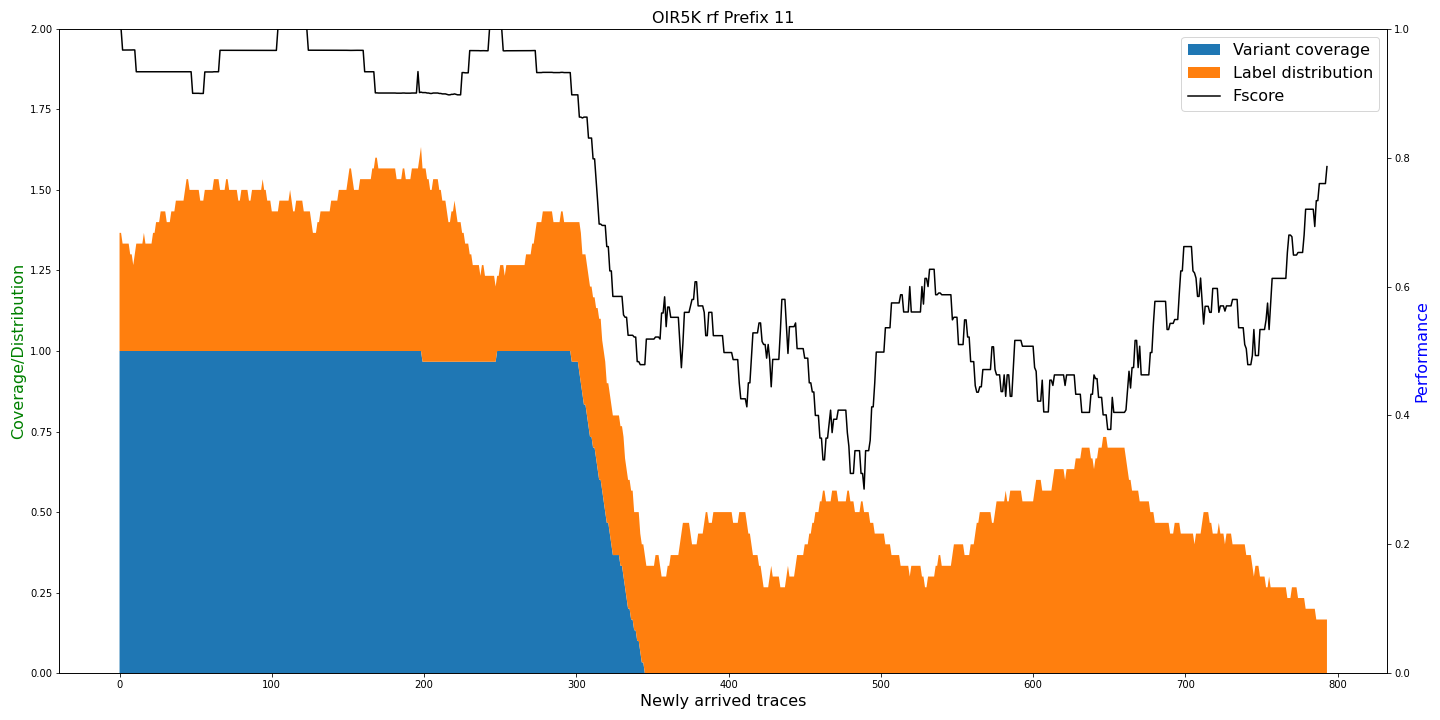 OIR5K rf Prefix 11
2.00
1.75
1.50
1.25
1.00
0.75
0.50
0.25
0.00
Coverage/Distribution
Variant coverage
Label distribution
Fscore
1.0
0.8
0.6
0.4
0.2
0.0
Performance
0 100 200 300 400 500 600 700 800
Newly arrived traces